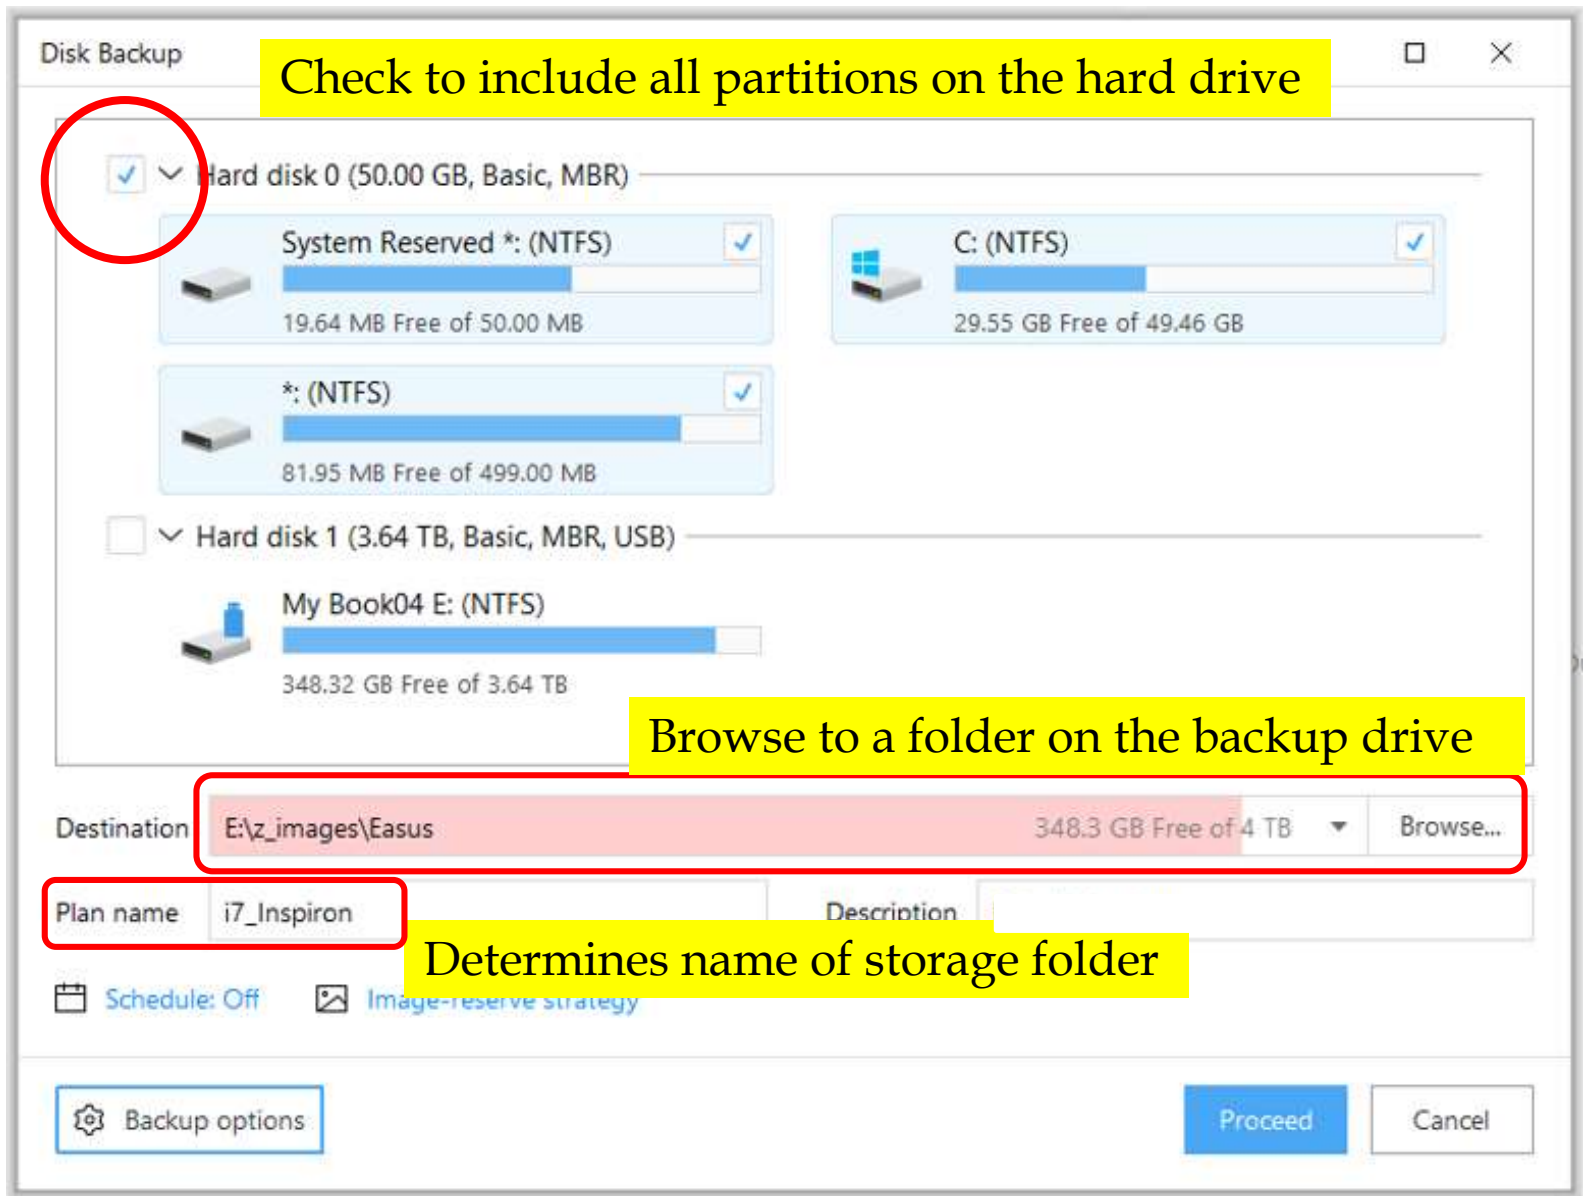 Disk Backup
Check to include all partitions on the hard drive
Hard disk 0 (50.00 GB, Basic, MBR)
System Reserved *: (NTFS)
19.64 MB Free of 50.00 MB
C: (NTFS)
29.55 GB Free of 49.46 GB
*: (NTFS)
81.95 MB Free of 499.00 MB
Hard disk 1 (3.64 TB, Basic, MBR, USB)
My Book04 E: (NTFS)
348.32 GB Free of 3.64 TB
Browse to a folder on the backup drive
Destination E:\z_images\Easus 348.3 GB Free of 4 TB Browse...
Plan name i7_Inspiron Description
Determines name of storage folder
Schedule: Off Image-reserve strategy
Backup options Proceed Cancel